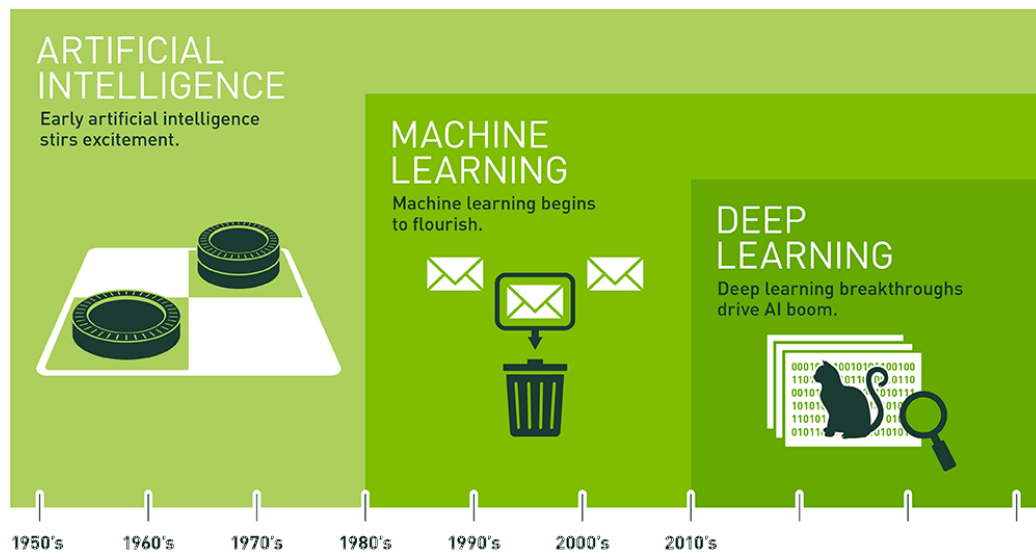 ARTIFICIAL
INTELLIGENCE
Early artificial intelligence
stirs excitement.
MACHINE
LEARNING
Machine learning begins
to flourish.
DEEP
LEARNING
Deep learning breakthroughs
drive AI boom.
1950's 1960's 1970's 1980's 1990's 2000's 2010's